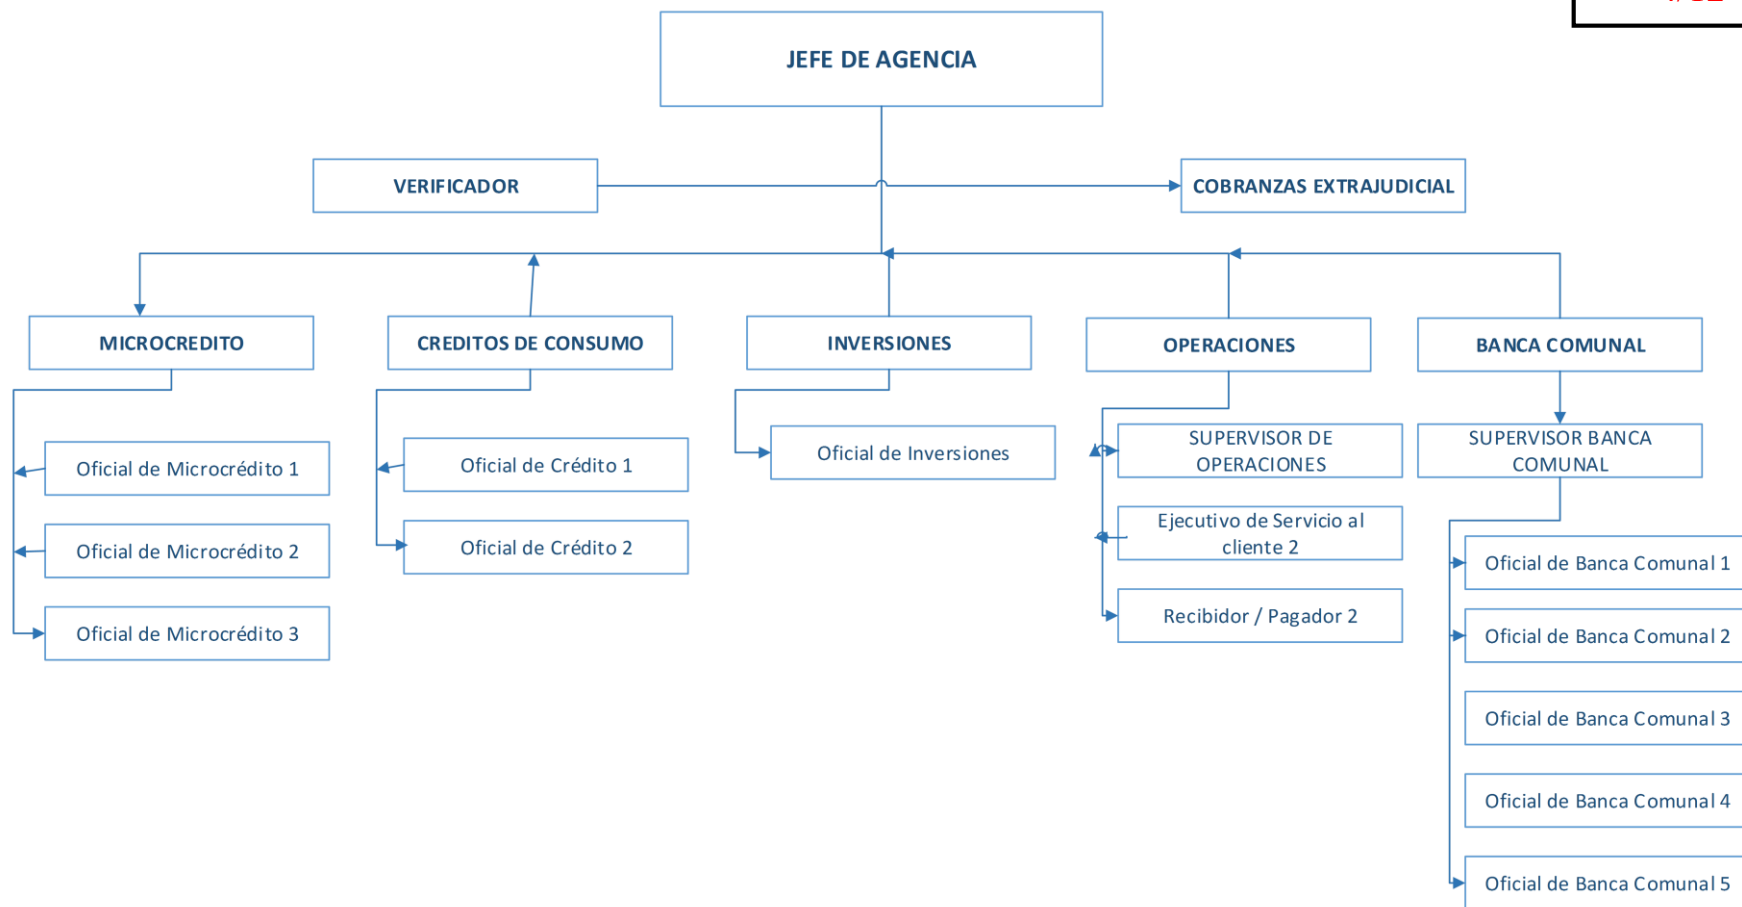 JEFE DE AGENCIA
VERIFICADOR
COBRANZAS EXTRAJUDICIAL
MICROCREDITO
CREDITOS DE CONSUMO
INVERSIONES
OPERACIONES
BANCA COMUNAL
Oficial de Microcrédito 1
Oficial de Microcrédito 2
Oficial de Microcrédito 3
Oficial de Crédito 1
Oficial de Crédito 2
Oficial de Inversiones
SUPERVISOR DE
OPERACIONES
Ejecutivo de Servicio al
cliente 2
Recibidor / Pagador 2
SUPERVISOR BANCA
COMUNAL
Oficial de Banca Comunal 1
Oficial de Banca Comunal 2
Oficial de Banca Comunal 3
Oficial de Banca Comunal 4
Oficial de Banca Comunal 5